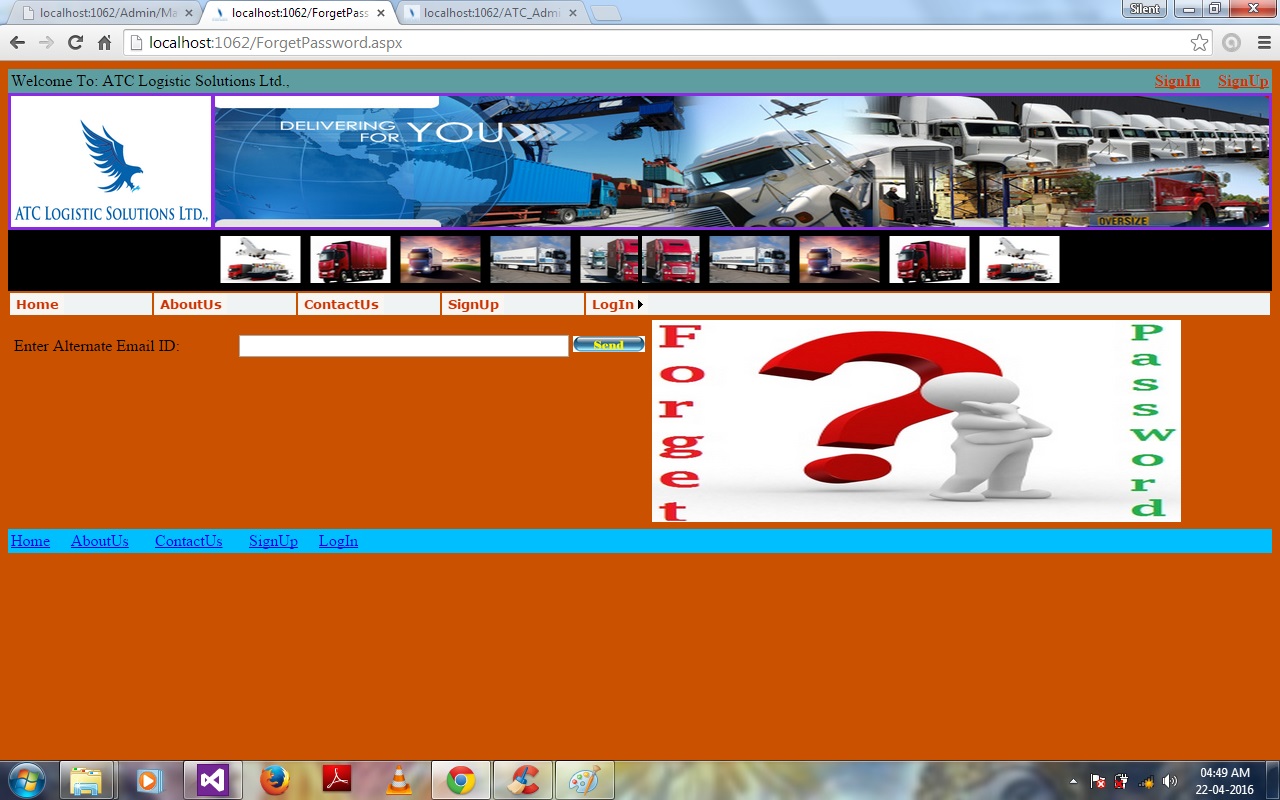 localhost:1062/Admin/Ma
localhost:1062/ForgetPass
localhost:1062/ATC_Admi
Silent
localhost:1062/ForgetPassword.aspx
Welcome To: ATC Logistic Solutions Ltd.,
SignIn SignUp
DELIVERING FOR YOU
ATC LOGISTIC SOLUTIONS LTD.,
OVERSIZE
Home AboutUs ContactUs SignUp LogIn
Enter Alternate Email ID:
Send
Forget
Password
Home AboutUs ContactUs SignUp LogIn
04:49 AM
22-04-2016